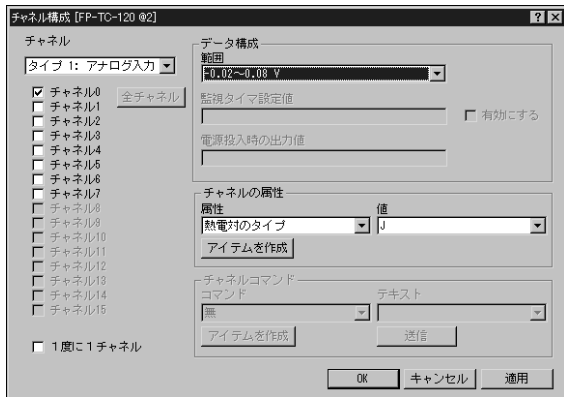 チャネル構成 [FP-TC-120 @2]
チャネル
タイプ 1: アナログ入力
チャネル0
全チャネル
チャネル1
チャネル2
チャネル3
チャネル4
チャネル5
チャネル6
チャネル7
チャネル8
チャネル9
チャネル10
チャネル11
チャネル12
チャネル13
チャネル14
チャネル15
1度に1チャネル
データ構成
範囲
-0.02～0.08 V
監視タイマ設定値
有効にする
電源投入時の出力値
チャネルの属性
属性
値
熱電対のタイプ
J
アイテムを作成
チャネルコマンド
コマンド
テキスト
無
アイテムを作成
送信
OK
キャンセル
適用